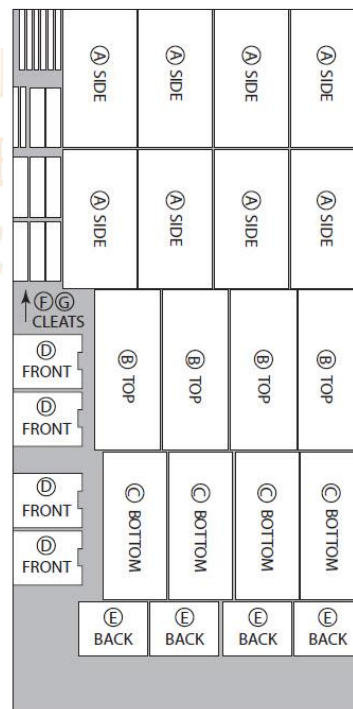 Ⓐ SIDE Ⓐ SIDE Ⓐ SIDE Ⓐ SIDE
Ⓐ SIDE Ⓐ SIDE Ⓐ SIDE Ⓐ SIDE
↑ Ⓕ Ⓖ
CLEATS
Ⓓ
FRONT
Ⓓ
FRONT
Ⓑ TOP Ⓑ TOP Ⓑ TOP Ⓑ TOP
Ⓓ
FRONT
Ⓓ
FRONT
Ⓒ BOTTOM Ⓒ BOTTOM Ⓒ BOTTOM Ⓒ BOTTOM
Ⓔ Ⓔ Ⓔ Ⓔ
BACK BACK BACK BACK